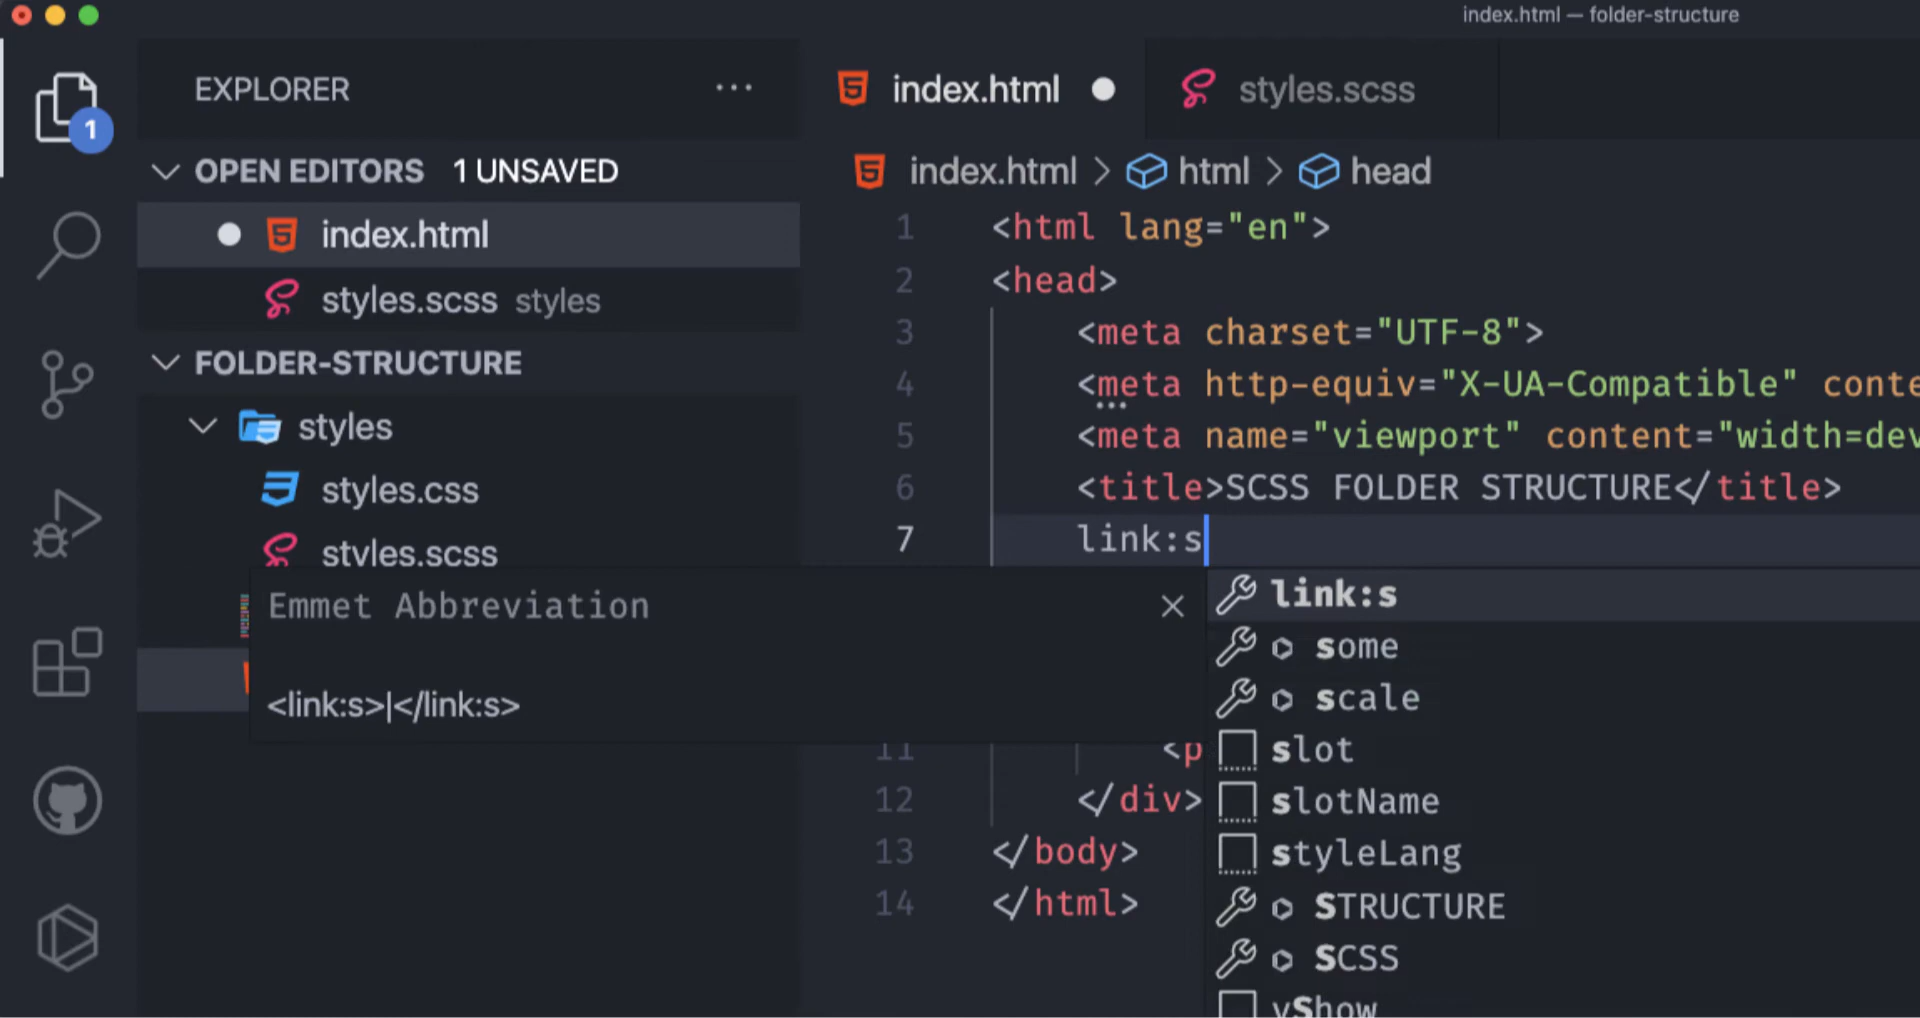 index.html — folder-structure
EXPLORER ...
index.html
styles.scss
1
OPEN EDITORS 1 UNSAVED
index.html > html > head
index.html
styles.scss styles
FOLDER-STRUCTURE
styles
styles.css
styles.scss
1 <html lang="en">
2 <head>
3 <meta charset="UTF-8">
4 <meta http-equiv="X-UA-Compatible" conte
5 <meta name="viewport" content="width=dev
6 <title>SCSS FOLDER STRUCTURE</title>
7 link:s
Emmet Abbreviation
<link:s>|</link:s>
link:s
some
scale
slot
slotName
styleLang
STRUCTURE
SCSS
vShow
11 <p
12 </div>
13 </body>
14 </html>